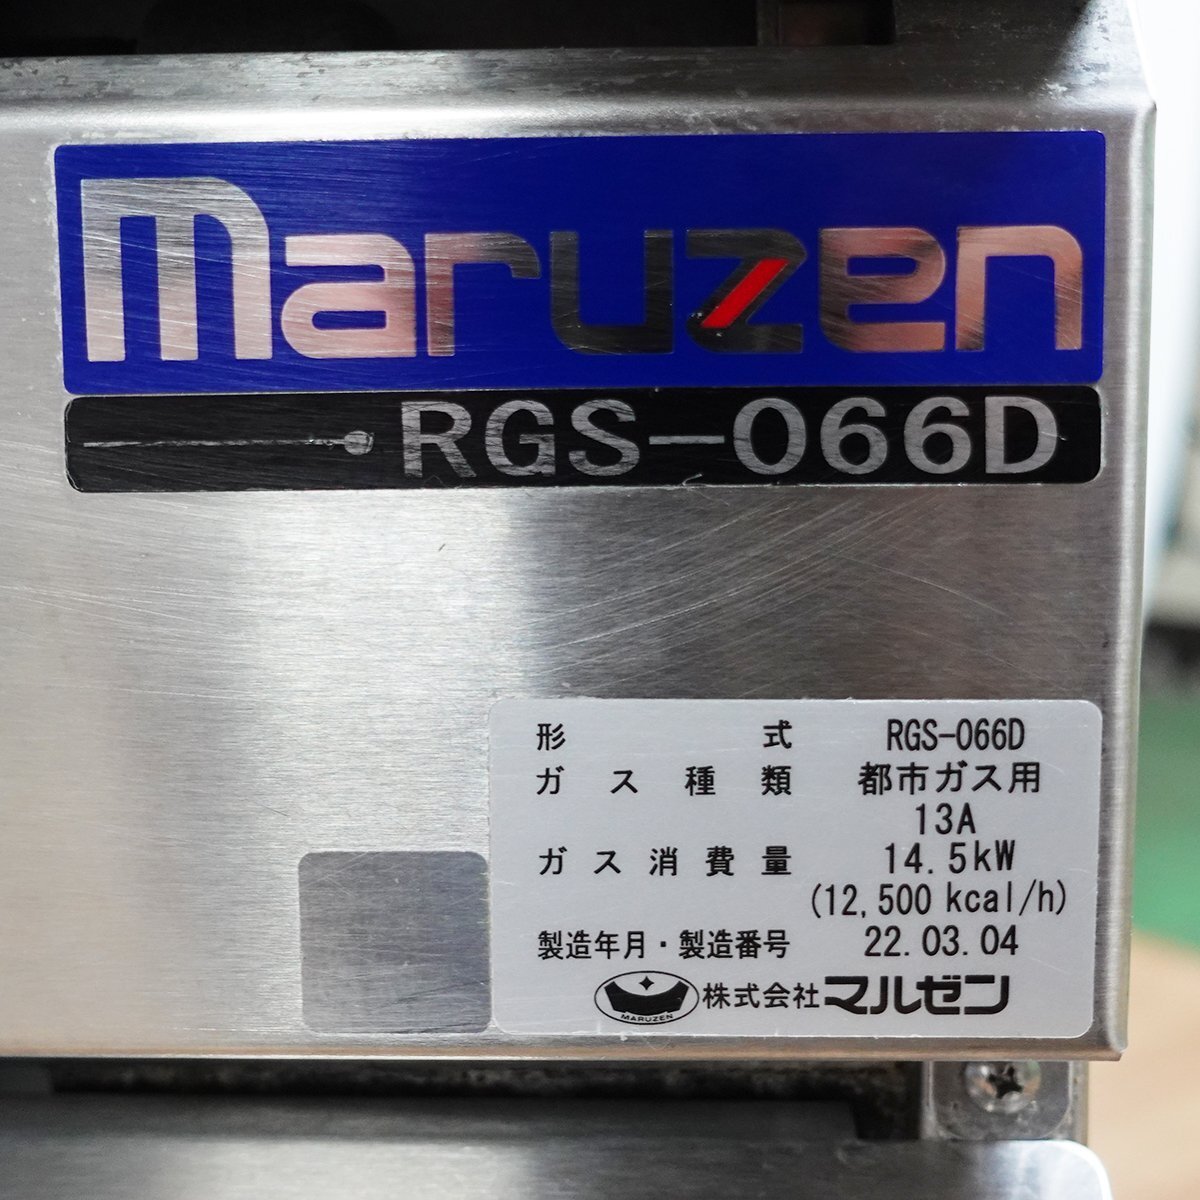 maruzen
RGS-066D
形式 RGS-066D
ガス種類 都市ガス用
13A
ガス消費量 14.5kW
(12,500 kcal/h)
製造年月・製造番号 22.03.04
MARUZEN 株式会社マルゼン